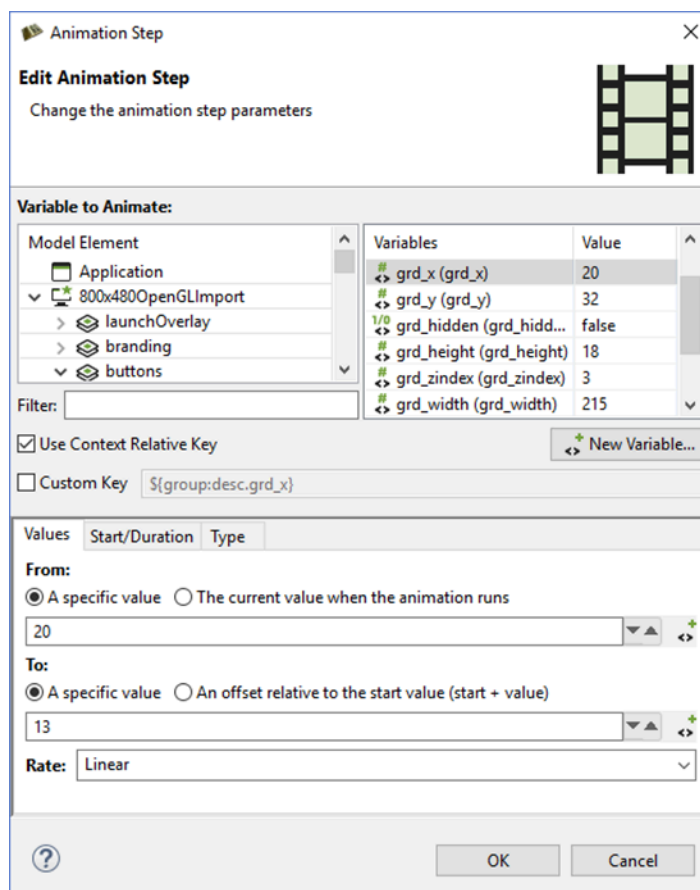 Animation Step
Edit Animation Step
Change the animation step parameters
Variable to Animate:
Model Element
Application
800x480OpenGLImport
launchOverlay
branding
buttons
Filter:
Variables Value
# grd_x (grd_x) 20
# grd_y (grd_y) 32
1/0 grd_hidden (grd_hidd... false
# grd_height (grd_height) 18
# grd_zindex (grd_zindex) 3
# grd_width (grd_width) 215
Use Context Relative Key
New Variable...
Custom Key ${group:desc.grd_x}
Values Start/Duration Type
From:
A specific value The current value when the animation runs
20
To:
A specific value An offset relative to the start value (start + value)
13
Rate: Linear
? OK Cancel